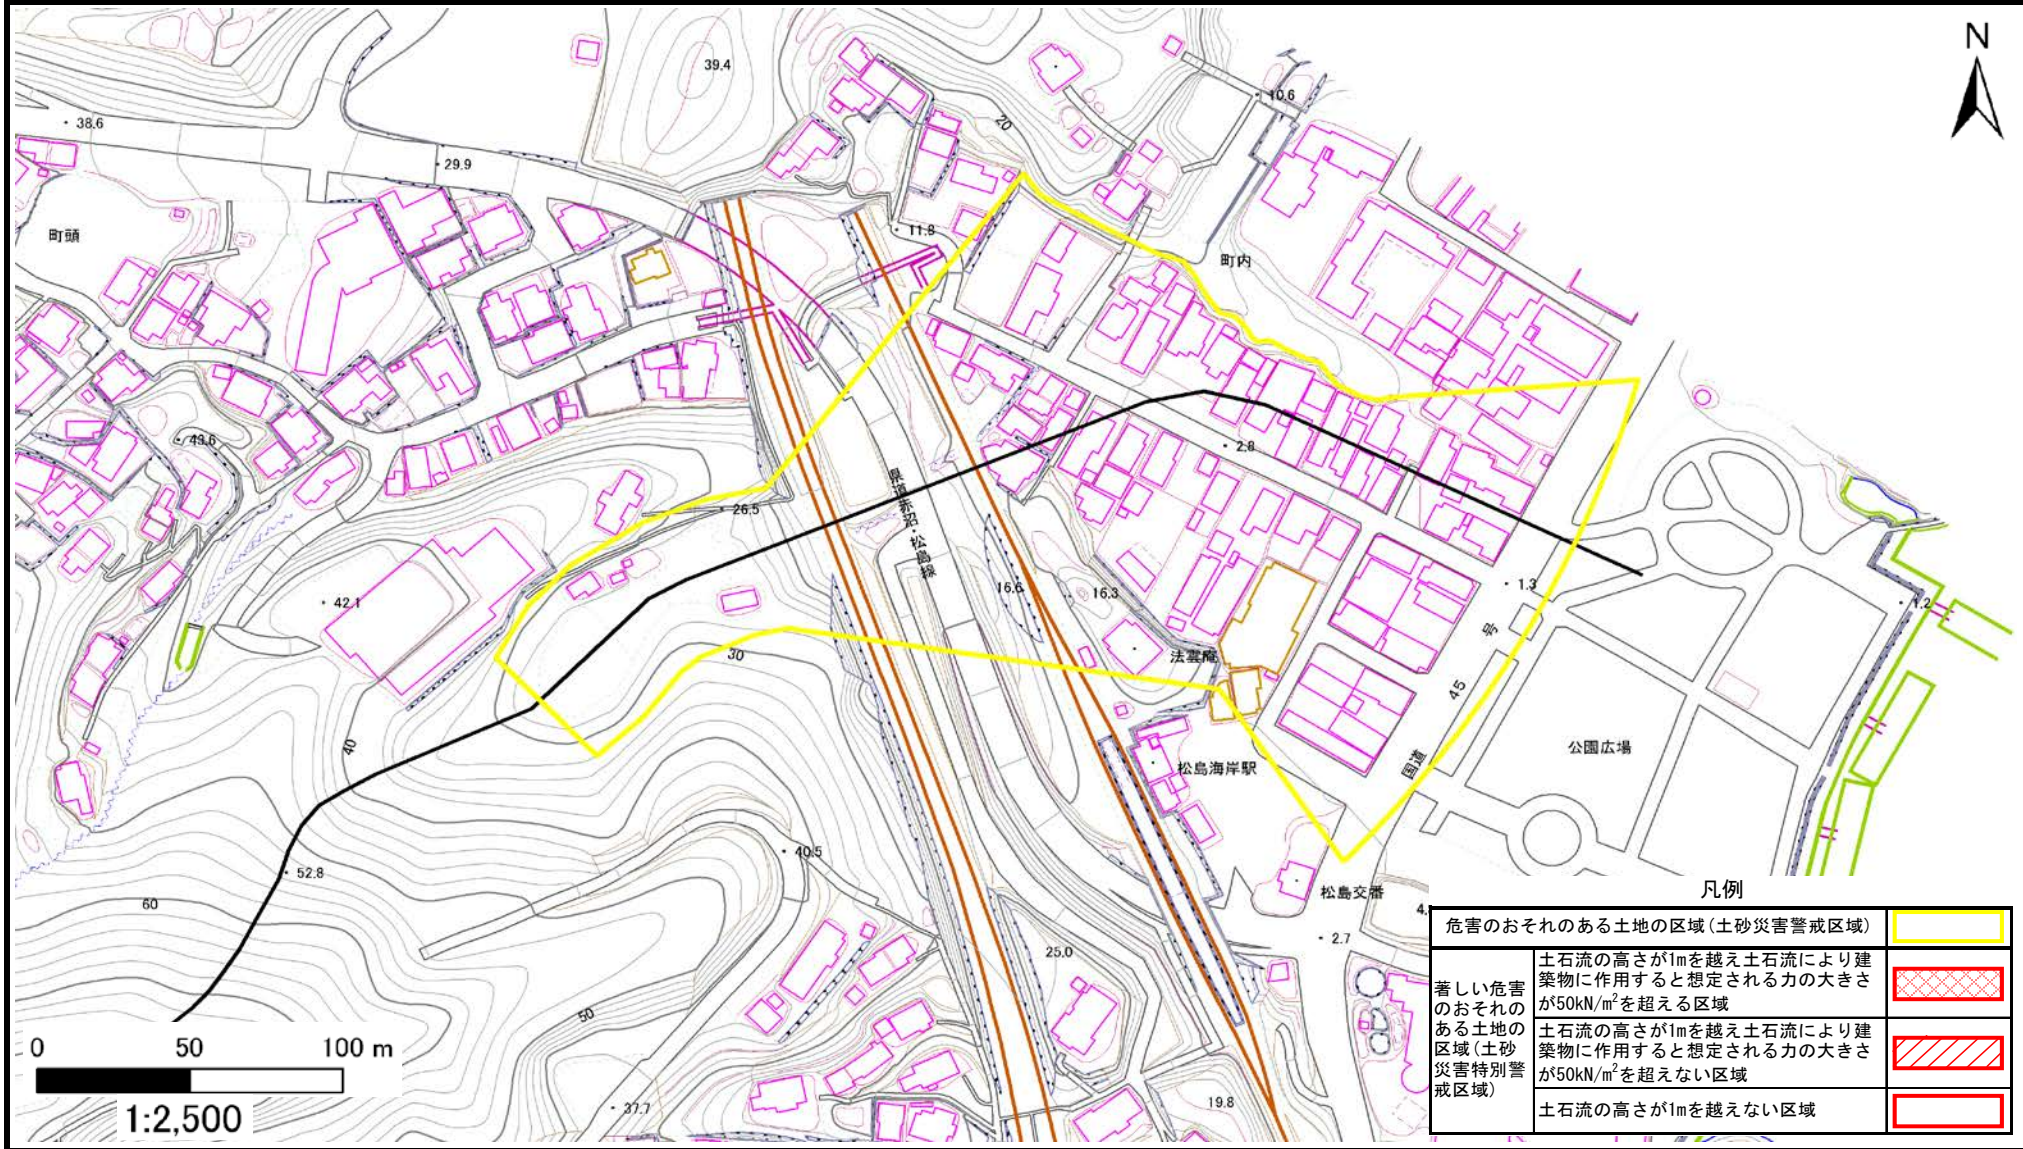 N
39.4
10.6
38.6
20
29.9
町頭
11.8
町内
43.6
2.8
26.5
県道赤沼・松島線
42.1
16.6
16.3
1.3
1.2
号
法雲庵
30
45
40
国道
公園広場
松島海岸駅
40.5
52.8
松島交番
60
4.
2.7
25.0
50
37.7
19.8
0 50 100 m
1:2,500
凡例
危害のおそれのある土地の区域(土砂災害警戒区域)
著しい危害
のおそれの
ある土地の
区域(土砂
災害特別警
戒区域)
土石流の高さが1mを越え土石流により建
築物に作用すると想定される力の大きさ
が50kN/m²を超える区域
土石流の高さが1mを越え土石流により建
築物に作用すると想定される力の大きさ
が50kN/m²を超えない区域
土石流の高さが1mを越えない区域